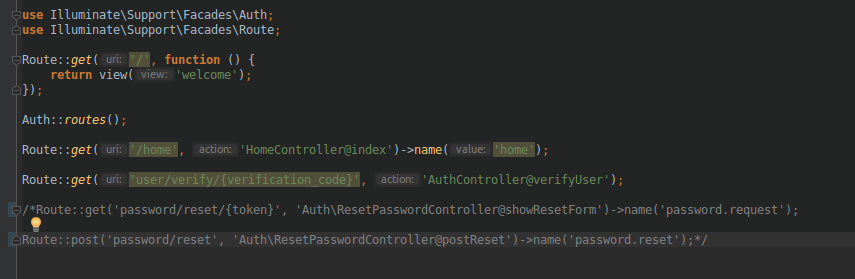 use Illuminate\Support\Facades\Auth;
use Illuminate\Support\Facades\Route;
Route::get( uri: '/', function () {
return view( view: 'welcome');
});
Auth::routes();
Route::get( uri: '/home', action: 'HomeController@index')->name( value: 'home');
Route::get( uri: 'user/verify/{verification_code}', action: 'AuthController@verifyUser');
/*Route::get('password/reset/{token}', 'Auth\ResetPasswordController@showResetForm')->name('password.request');
Route::post('password/reset', 'Auth\ResetPasswordController@postReset')->name('password.reset');*/